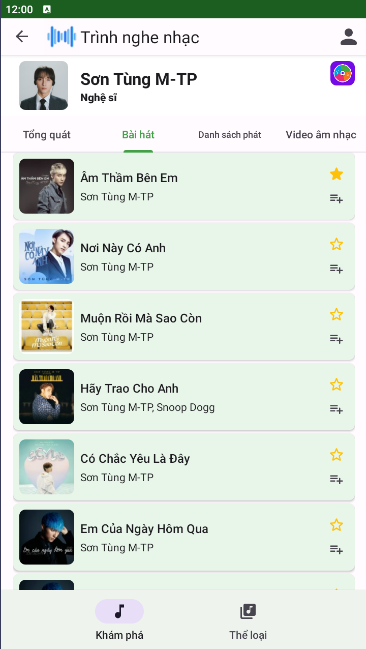 12:00
Trình nghe nhạc
Sơn Tùng M-TP
Nghệ sĩ
Tổng quát
Bài hát
Danh sách phát
Video âm nhạc
Âm Thầm Bên Em
Sơn Tùng M-TP
Nơi Này Có Anh
Sơn Tùng M-TP
Muộn Rồi Mà Sao Còn
Sơn Tùng M-TP
Hãy Trao Cho Anh
Sơn Tùng M-TP, Snoop Dogg
Có Chắc Yêu Là Đây
Sơn Tùng M-TP
Em Của Ngày Hôm Qua
Sơn Tùng M-TP
Khám phá
Thể loại